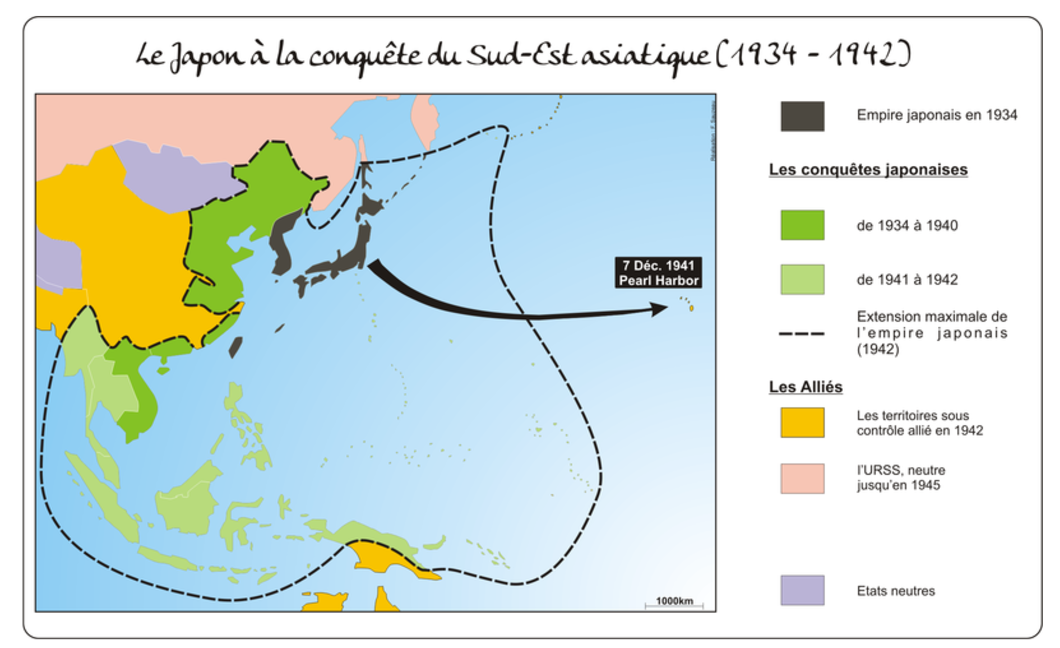 Le Japon à la conquête du Sud-Est asiatique (1934 - 1942)
Empire japonais en 1934
Les conquêtes japonaises
de 1934 à 1940
7 Déc. 1941
Pearl Harbor
de 1941 à 1942
Extension maximale de
l'empire japonais
(1942)
Les Alliés
Les territoires sous
contrôle allié en 1942
l'URSS, neutre
jusqu'en 1945
Etats neutres
1000km